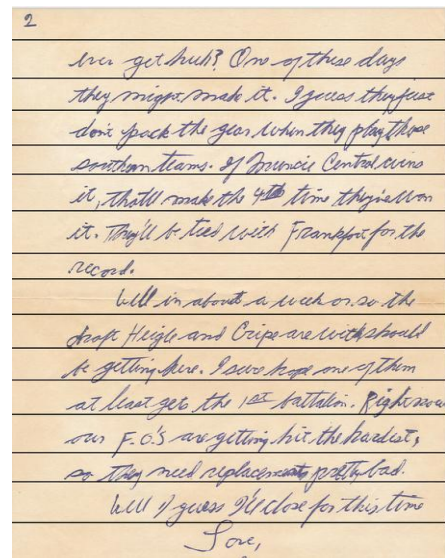 2
ever get huh? One of these days
they might make it. I guess they just
don't pack the gear when they play those
southern teams. If Muncie Central wins
it, thatll make the 4th time they've won
it. They'll be tied with Frankfort for the
record.
Well in about a week or so the
draft Heigle and Cripe are with should
be getting here. I sure hope one of them
at least gets the 1st battalion. Right now
our F.O.'S are getting hit the hardest,
so they need replacements pretty bad.
Well I guess I'll close for this time
Love,